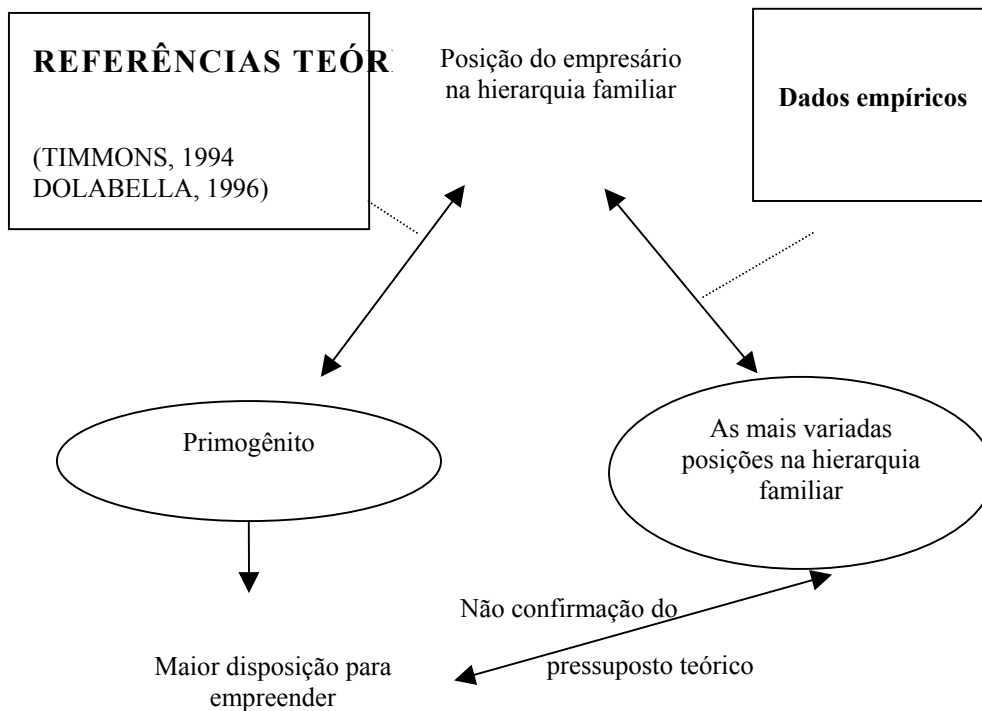 REFERÊNCIAS TEÓR
(TIMMONS, 1994
DOLABELLA, 1996)
Posição do empresário
na hierarquia familiar
Dados empíricos
Primogênito
As mais variadas
posições na hierarquia
familiar
Não confirmação do
pressuposto teórico
Maior disposição para
empreender